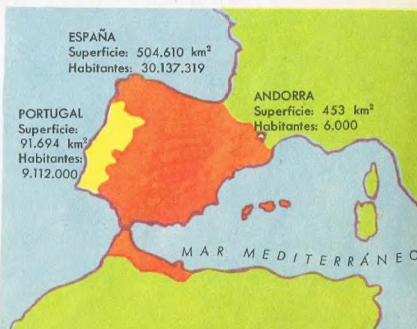 ESPAÑA
Superficie: 504.610 km²
Habitantes: 30.137.319
ANDORRA
Superficie: 453 km²
Habitantes: 6.000
PORTUGAL
Superficie:
91.694 km²
Habitantes:
9.112.000
MAR MEDITERRÁNEO